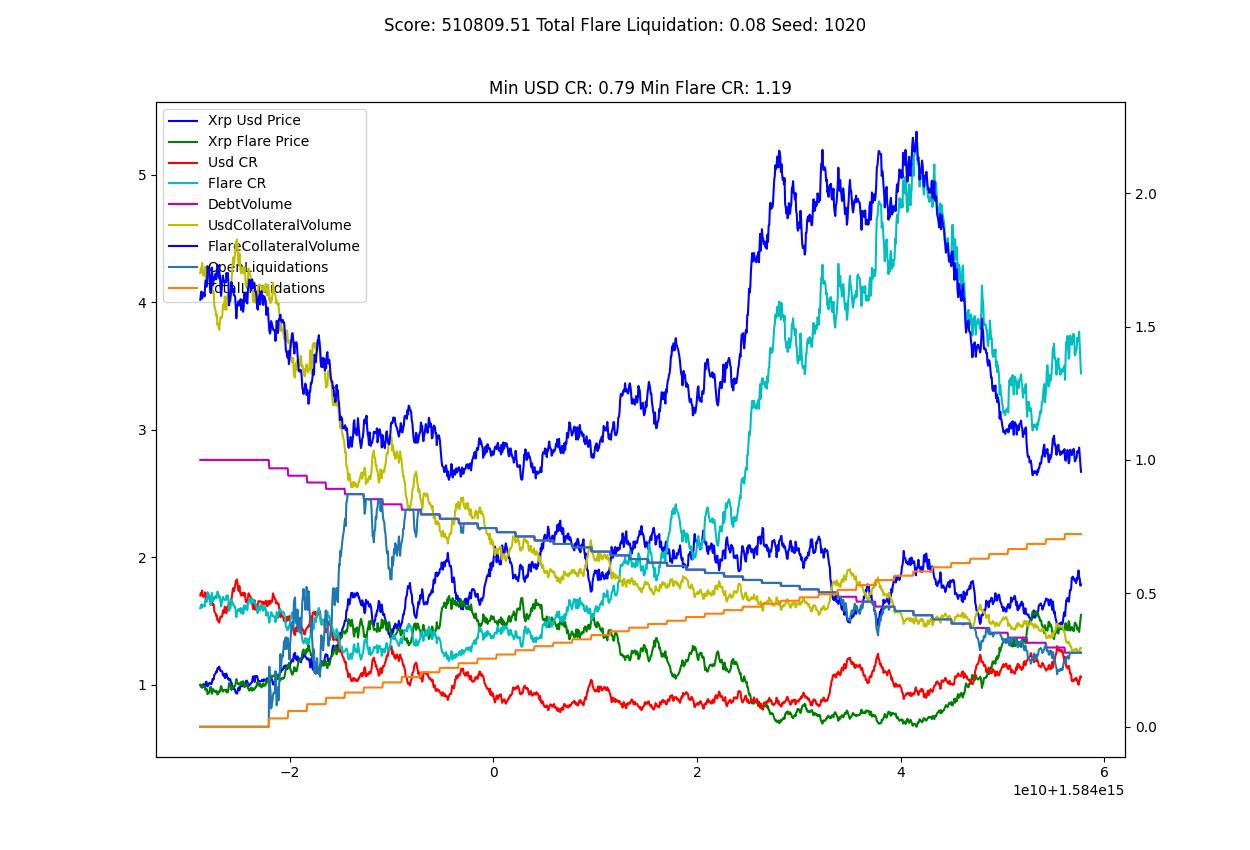 Score: 510809.51 Total Flare Liquidation: 0.08 Seed: 1020
Min USD CR: 0.79 Min Flare CR: 1.19
Xrp Usd Price
Xrp Flare Price
Usd CR
Flare CR
DebtVolume
UsdCollateralVolume
FlareCollateralVolume
OpenLiquidations
TotalLiquidations
5
4
3
2
1
2.0
1.5
1.0
0.5
0.0
−2 0 2 4 6
1e10+1.584e15